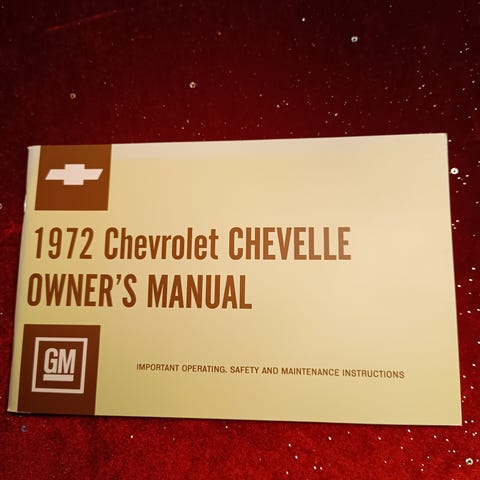 1972 Chevrolet CHEVELLE
OWNER'S MANUAL
GM
IMPORTANT OPERATING, SAFETY AND MAINTENANCE INSTRUCTIONS